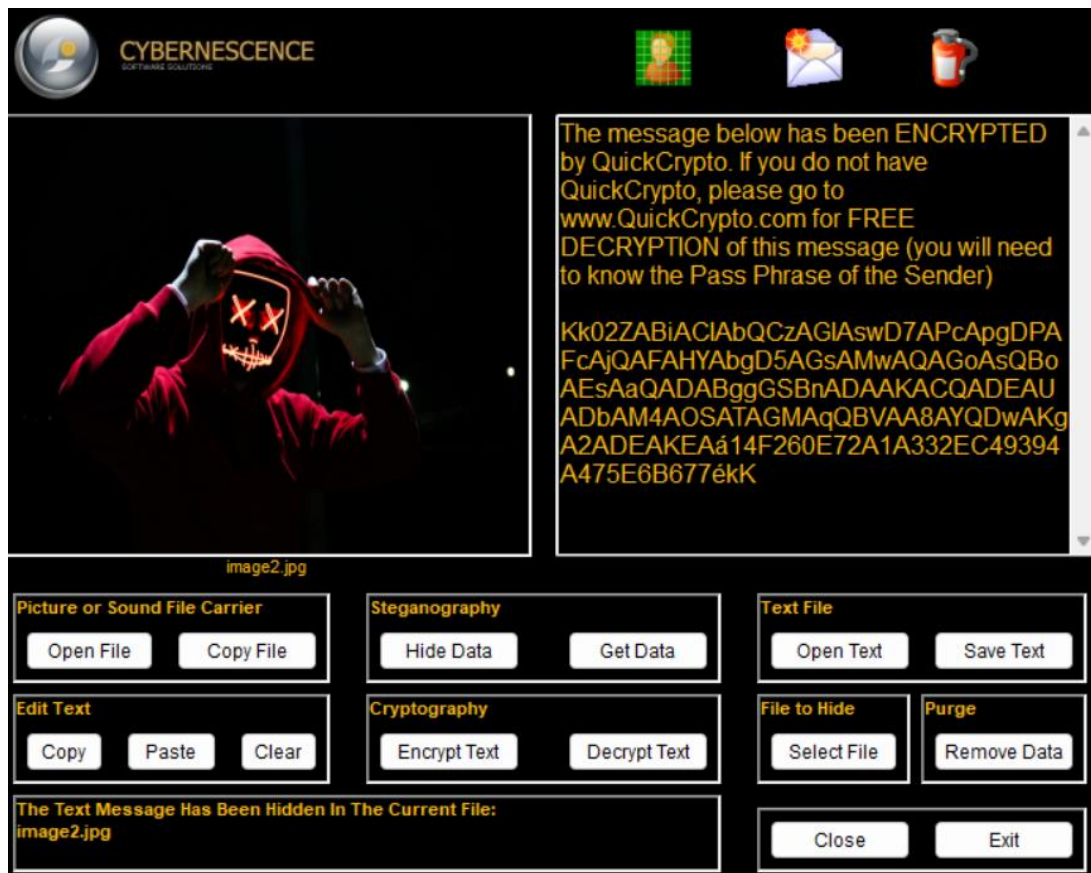 CYBERNESCENCE
SOFTWARE SOLUTIONS
The message below has been ENCRYPTED
by QuickCrypto. If you do not have
QuickCrypto, please go to
www.QuickCrypto.com for FREE
DECRYPTION of this message (you will need
to know the Pass Phrase of the Sender)
Kk02ZABiAClAbQCzAGlAswD7APcApgDPA
FcAjQAFAHYAbgD5AGsAMwAQAGoAsQBo
AEsAaQADABggGSBnADAAKACQADEAU
ADbAM4AOSATAGMAqQBVAA8AYQDwAKg
A2ADEAKEAá14F260E72A1A332EC49394
A475E6B677ékK
image2.jpg
Picture or Sound File Carrier
Open File
Copy File
Steganography
Hide Data
Get Data
Text File
Open Text
Save Text
Edit Text
Copy
Paste
Clear
Cryptography
Encrypt Text
Decrypt Text
File to Hide
Select File
Purge
Remove Data
The Text Message Has Been Hidden In The Current File:
image2.jpg
Close
Exit